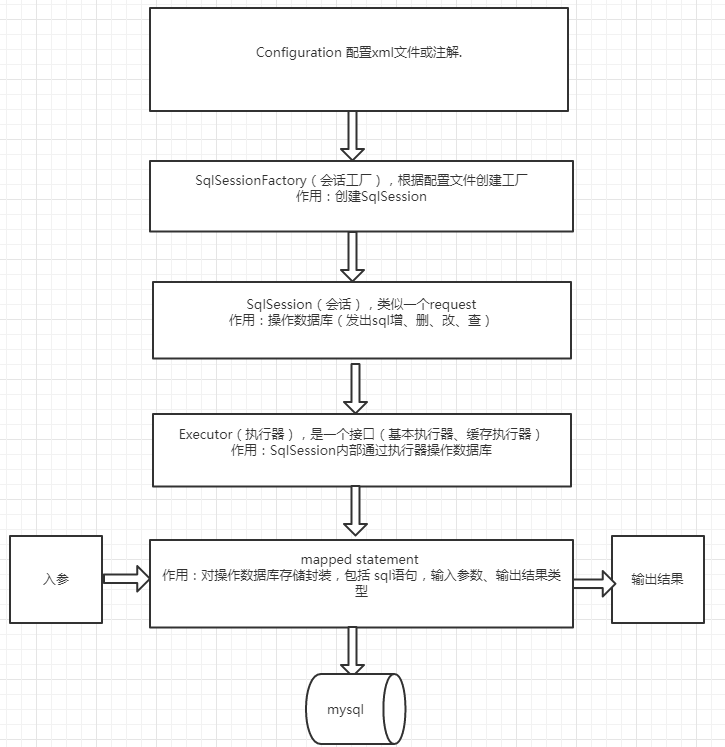 Configuration 配置xml文件或注解.
SqlSessionFactory（会话工厂），根据配置文件创建工厂
作用：创建SqlSession
SqlSession（会话），类似一个request
作用：操作数据库（发出sql增、删、改、查）
Executor（执行器），是一个接口（基本执行器、缓存执行器）
作用：SqlSession内部通过执行器操作数据库
入参
mapped statement
作用：对操作数据库存储封装，包括 sql语句，输入参数、输出结果类
型
输出结果
mysql